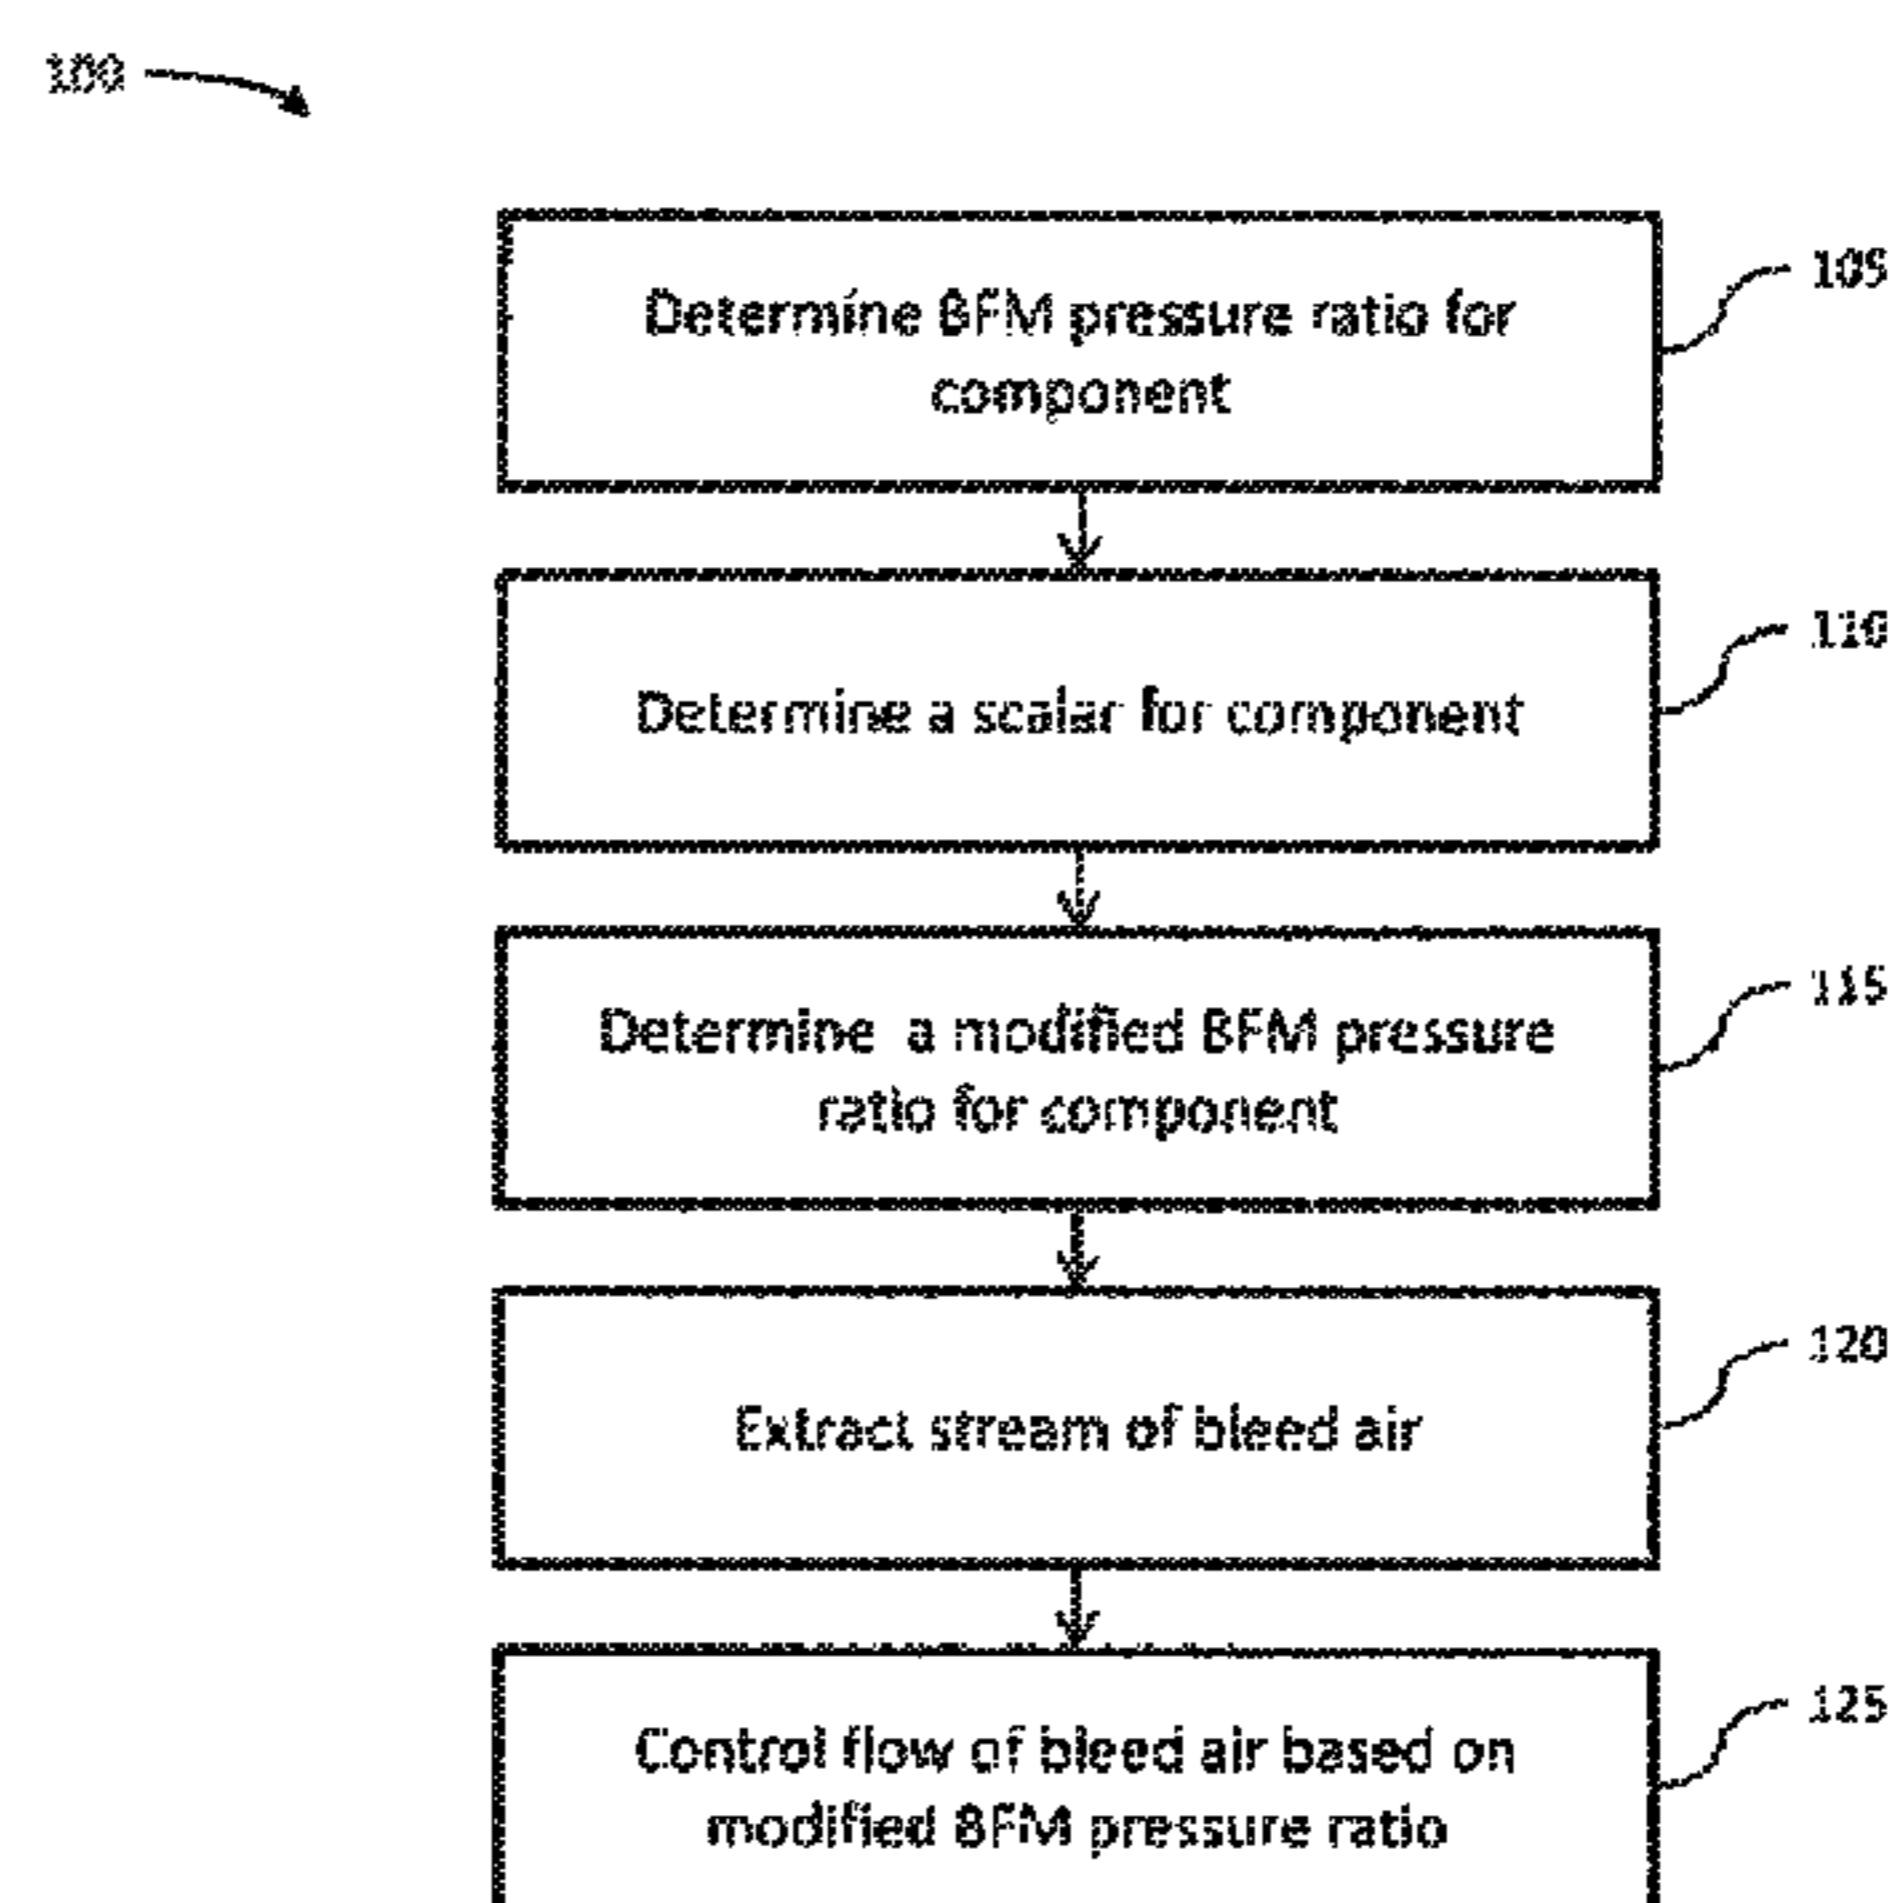 100
Determine BFM pressure ratio for
component
105
Determine a scalar for component
110
Determine a modified BFM pressure
ratio for component
115
Extract stream of bleed air
120
Control flow of bleed air based on
modified BFM pressure ratio
125